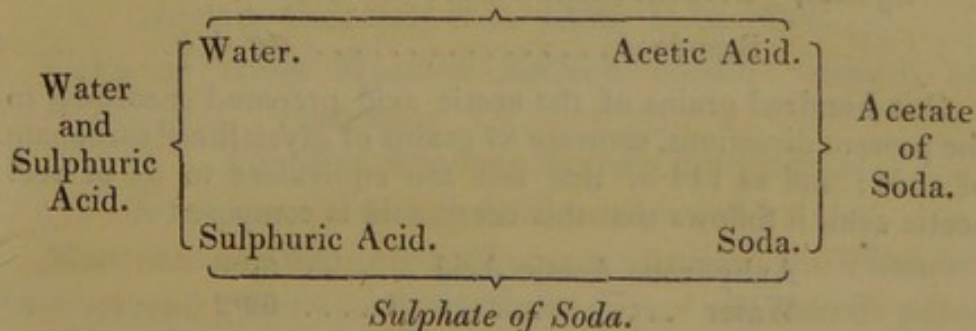 Water. Acetic Acid.
Water
and
Sulphuric
Acid.
Acetate
of
Soda.
Sulphuric Acid. Soda.
Sulphate of Soda.